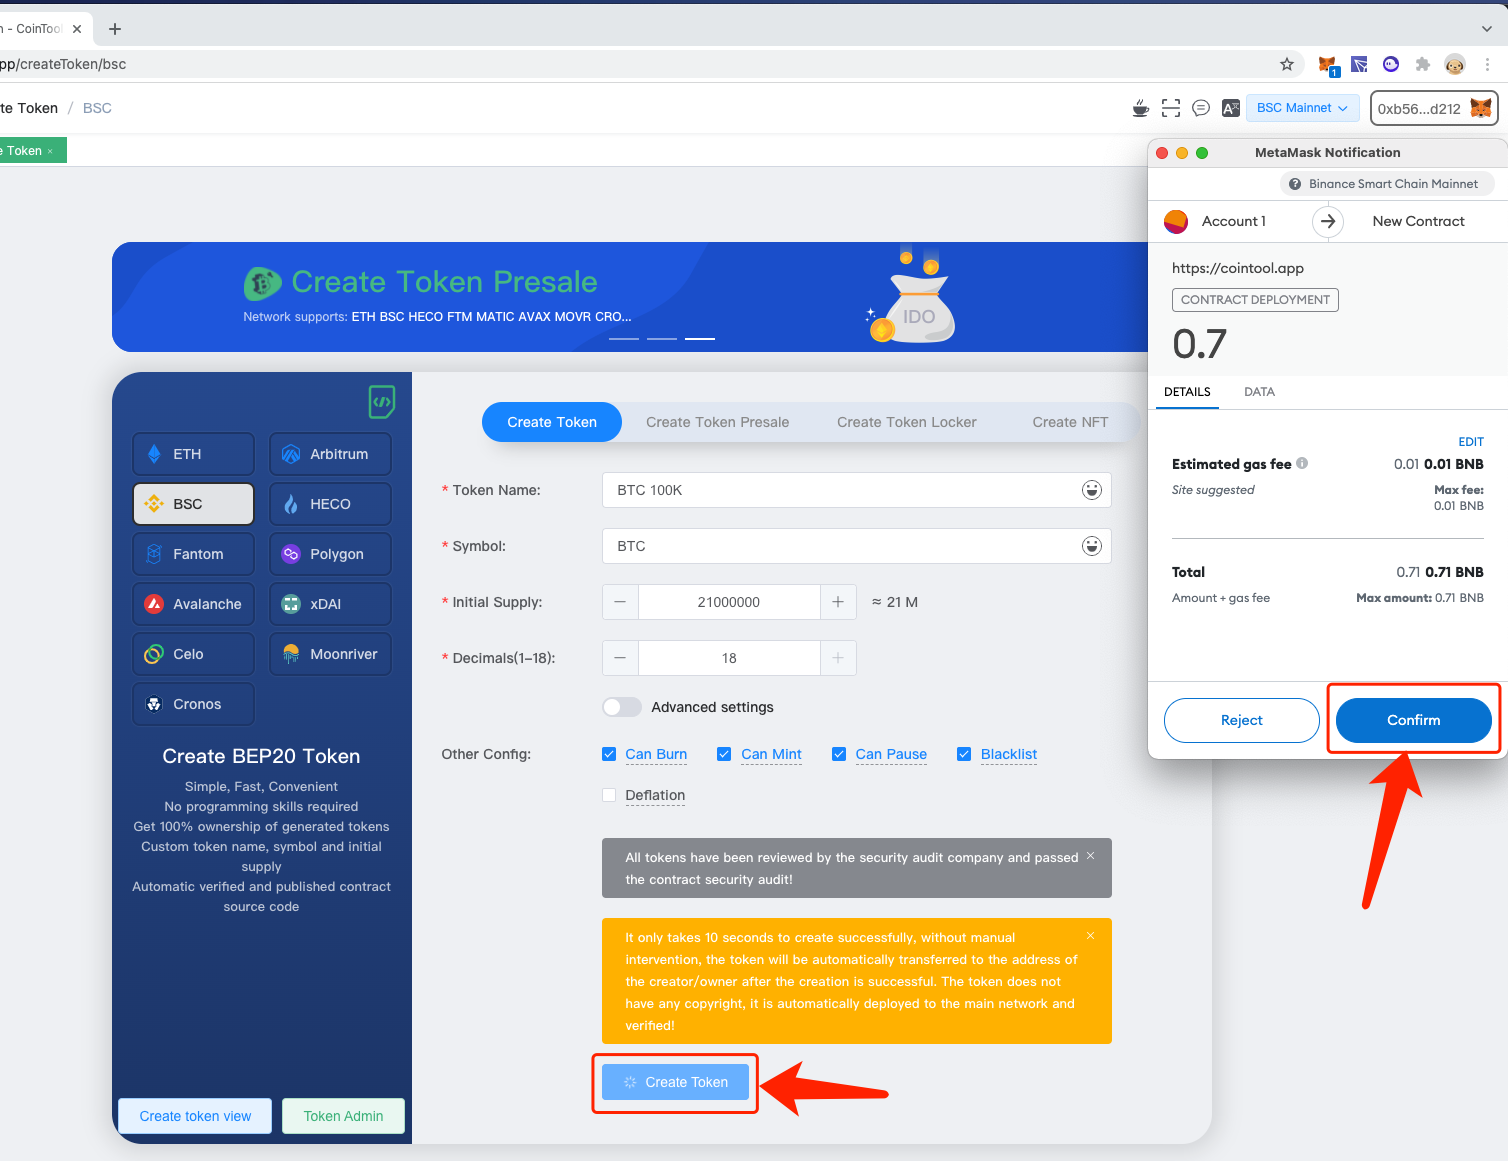 n - CoinTool
pp/createToken/bsc
1
te Token / BSC
BSC Mainnet
0xb56...d212
e Token ×
MetaMask Notification
Binance Smart Chain Mainnet
Account 1
New Contract
https://cointool.app
CONTRACT DEPLOYMENT
0.7
DETAILS
DATA
EDIT
Estimated gas fee
0.01 0.01 BNB
Site suggested
Max fee:
0.01 BNB
Total
0.71 0.71 BNB
Amount + gas fee
Max amount: 0.71 BNB
Reject
Confirm
Create Token Presale
Network supports: ETH BSC HECO FTM MATIC AVAX MOVR CRO...
IDO
ETH
Arbitrum
BSC
HECO
Fantom
Polygon
Avalanche
xDAI
Celo
Moonriver
Cronos
Create BEP20 Token
Simple, Fast, Convenient
No programming skills required
Get 100% ownership of generated tokens
Custom token name, symbol and initial
supply
Automatic verified and published contract
source code
Create token view
Token Admin
Create Token
Create Token Presale
Create Token Locker
Create NFT
* Token Name:
BTC 100K
* Symbol:
BTC
* Initial Supply:
− 21000000 +
≈ 21 M
* Decimals(1–18):
− 18 +
Advanced settings
Other Config:
Can Burn
Can Mint
Can Pause
Blacklist
Deflation
All tokens have been reviewed by the security audit company and passed
the contract security audit!
It only takes 10 seconds to create successfully, without manual
intervention, the token will be automatically transferred to the address of
the creator/owner after the creation is successful. The token does not
have any copyright, it is automatically deployed to the main network and
verified!
Create Token